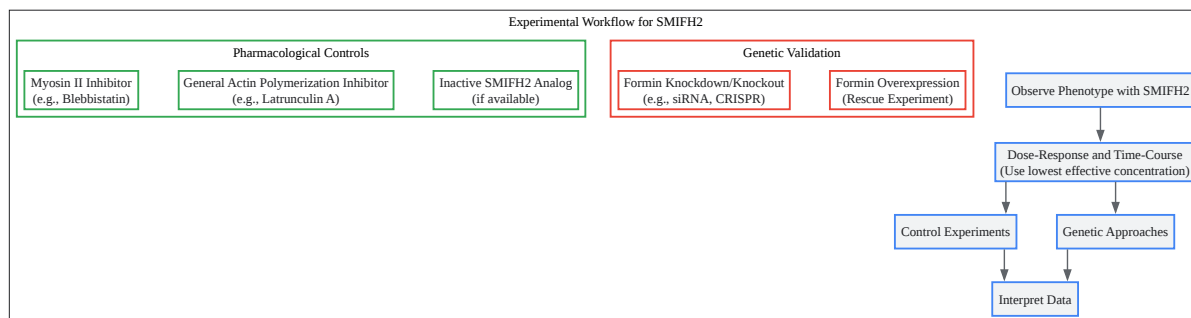 Experimental Workflow for SMIFH2
Pharmacological Controls
Myosin II Inhibitor
(e.g., Blebbistatin)
General Actin Polymerization Inhibitor
(e.g., Latrunculin A)
Inactive SMIFH2 Analog
(if available)
Genetic Validation
Formin Knockdown/Knockout
(e.g., siRNA, CRISPR)
Formin Overexpression
(Rescue Experiment)
Observe Phenotype with SMIFH2
Dose-Response and Time-Course
(Use lowest effective concentration)
Control Experiments
Genetic Approaches
Interpret Data